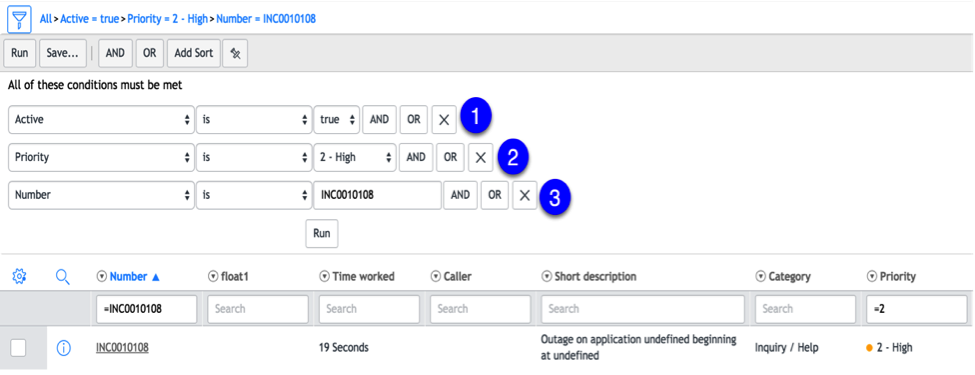 All > Active = true > Priority = 2 - High > Number = INC0010108
Run Save... AND OR Add Sort
All of these conditions must be met
Active is true AND OR 1
Priority is 2 - High AND OR 2
Number is INC0010108 AND OR 3
Run
Number float1 Time worked Caller Short description Category Priority
=INC0010108 Search Search Search Search Search =2
INC0010108 19 Seconds Outage on application undefined beginning Inquiry / Help 2 - High
at undefined